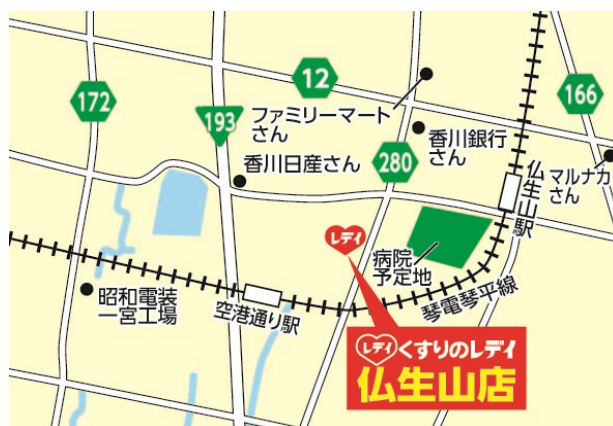 12
172
193
166
ファミリーマート
さん
香川銀行
さん
280
マルナカ
さん
香川日産さん
仏生山駅
レディ
病院
予定地
昭和電装
一宮工場
空港通り駅
琴電琴平線
レディ くすりのレディ
仏生山店